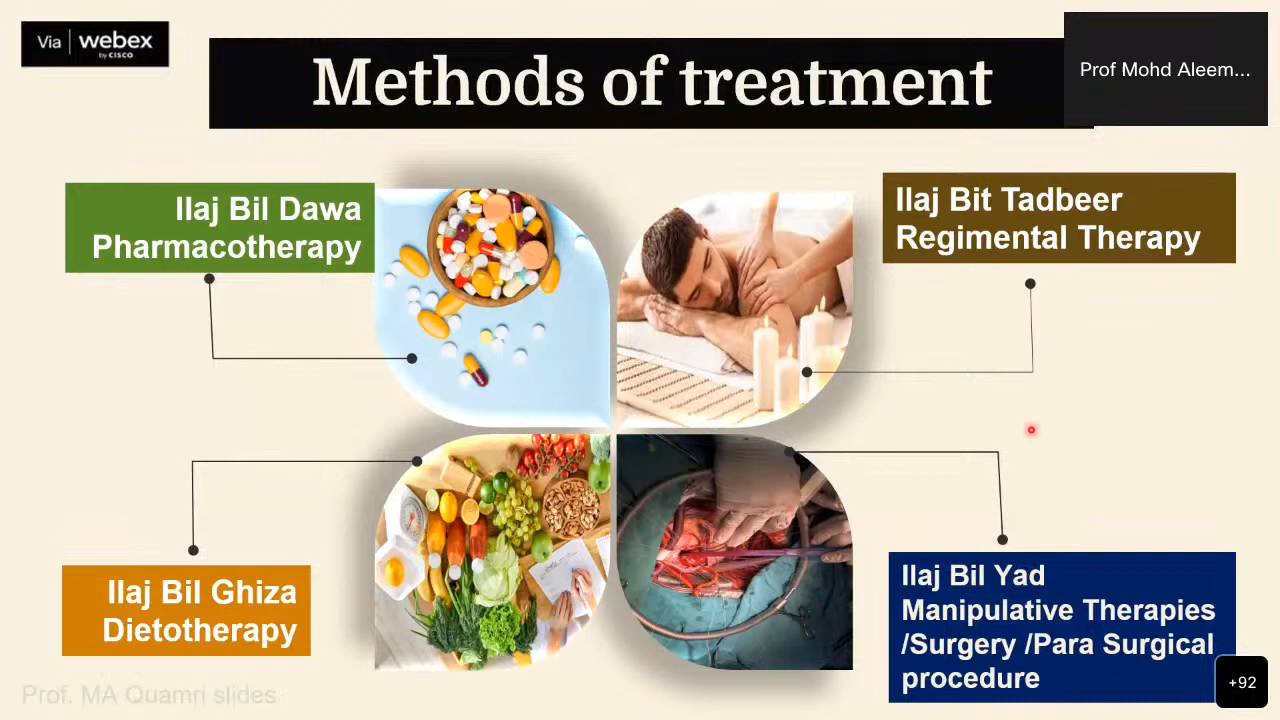 Via | webex
by CISCO
Methods of treatment
Prof Mohd Aleem...
Ilaj Bil Dawa
Pharmacotherapy
Ilaj Bit Tadbeer
Regimental Therapy
Ilaj Bil Ghiza
Dietotherapy
Ilaj Bil Yad
Manipulative Therapies
/Surgery /Para Surgical
procedure
+92
Prof. MA Quamri slides